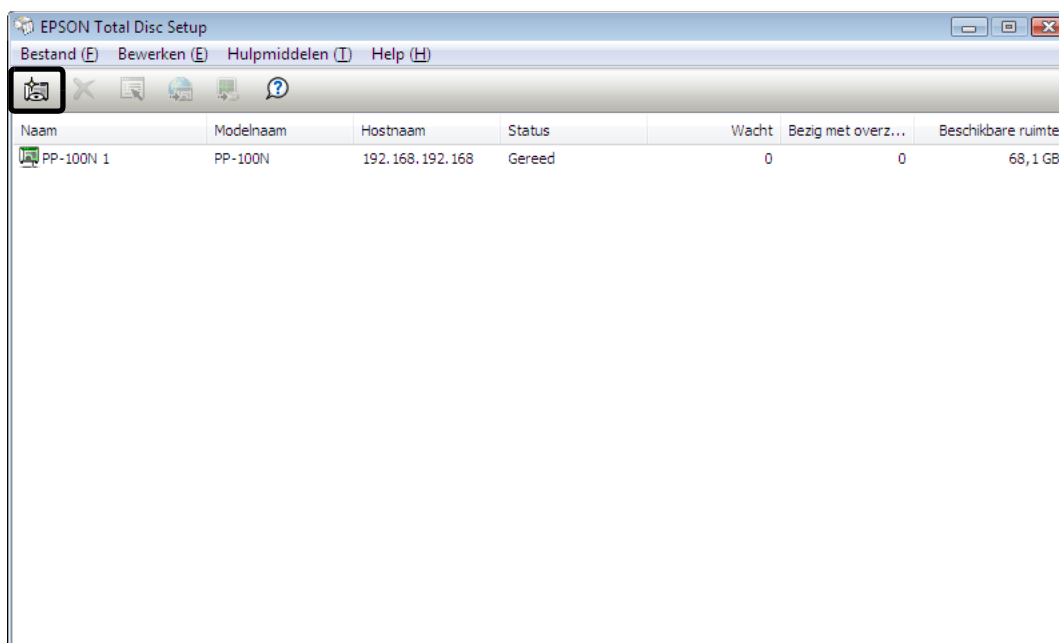 EPSON Total Disc Setup
Bestand (F) Bewerken (E) Hulpmiddelen (T) Help (H)
Naam Modelnaam Hostnaam Status Wacht Bezig met overz... Beschikbare ruimte
PP-100N 1 PP-100N 192.168.192.168 Gereed 0 0 68,1 GB